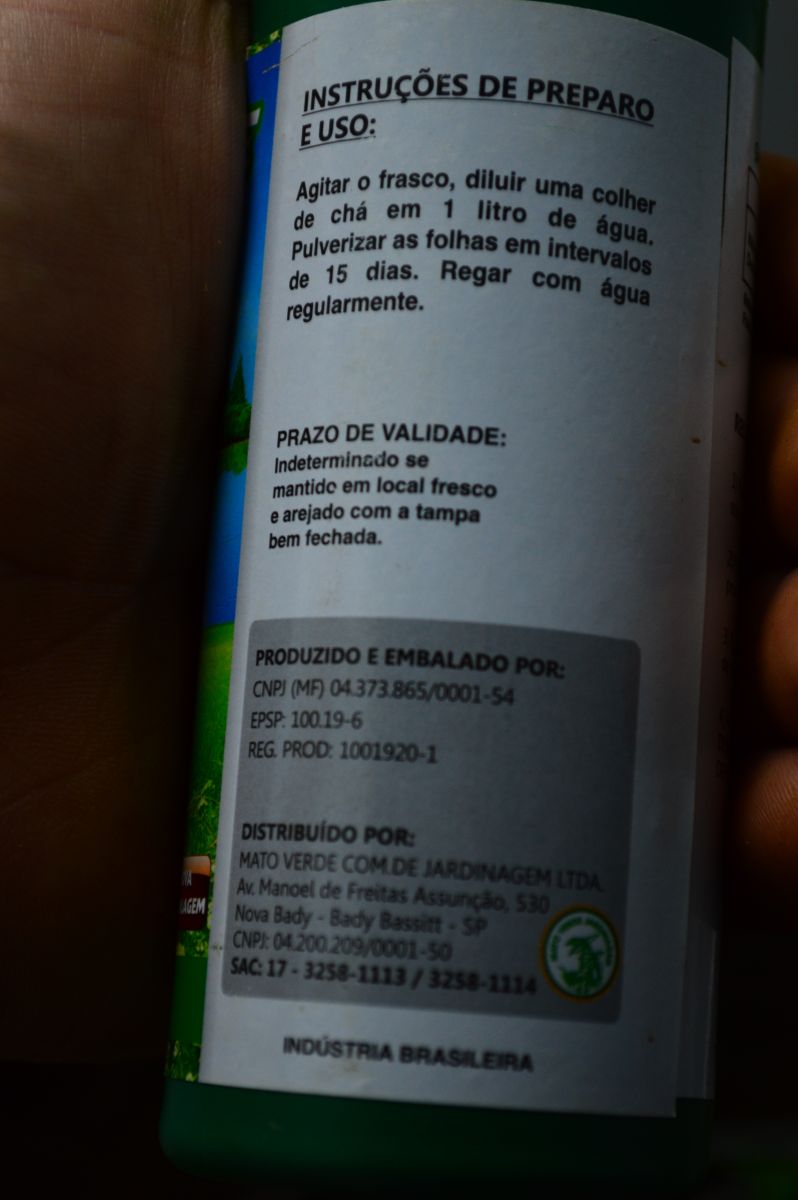 INSTRUÇÕES DE PREPARO
E USO:
Agitar o frasco, diluir uma colher
de chá em 1 litro de água.
Pulverizar as folhas em intervalos
de 15 dias. Regar com água
regularmente.
PRAZO DE VALIDADE:
Indeterminado se
mantido em local fresco
e arejado com a tampa
bem fechada.
PRODUZIDO E EMBALADO POR:
CNPJ (MF) 04.373.865/0001-54
EPSP: 100.19-6
REG. PROD: 1001920-1
DISTRIBUÍDO POR:
MATO VERDE COM.DE JARDINAGEM LTDA.
Av. Manoel de Freitas Assunção, 530
Nova Bady - Bady Bassitt - SP
CNPJ: 04.200.209/0001-50
SAC: 17 - 3258-1113 / 3258-1114
INDÚSTRIA BRASILEIRA